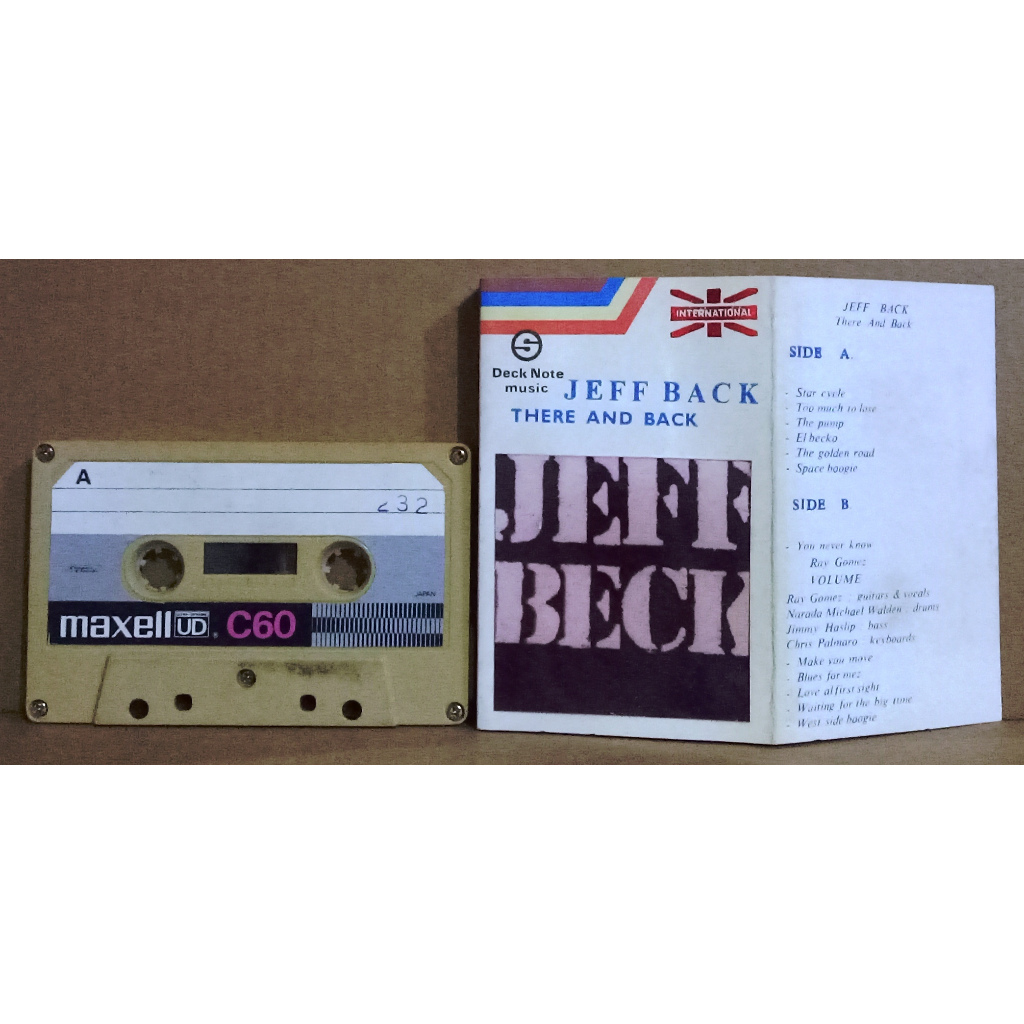 A
232
JAPAN
maxell UD C60
INTERNATIONAL
S
Deck Note
music
JEFF BACK
THERE AND BACK
JEFF
BECK
JEFF BACK
There And Back
SIDE A.
- Star cycle
- Too much to lose
- The pump
- El becko
- The golden road
- Space boogie
SIDE B
- You never know
Ray Gomez
VOLUME
Ray Gomez : guitars & vocals
Narada Michael Walden : drums
Jimmy Haslip bass
Chris Palmaro keyboards
- Make you move
- Blues for mez
- Love al first sight
- Waiting for the big time
- West side boogie